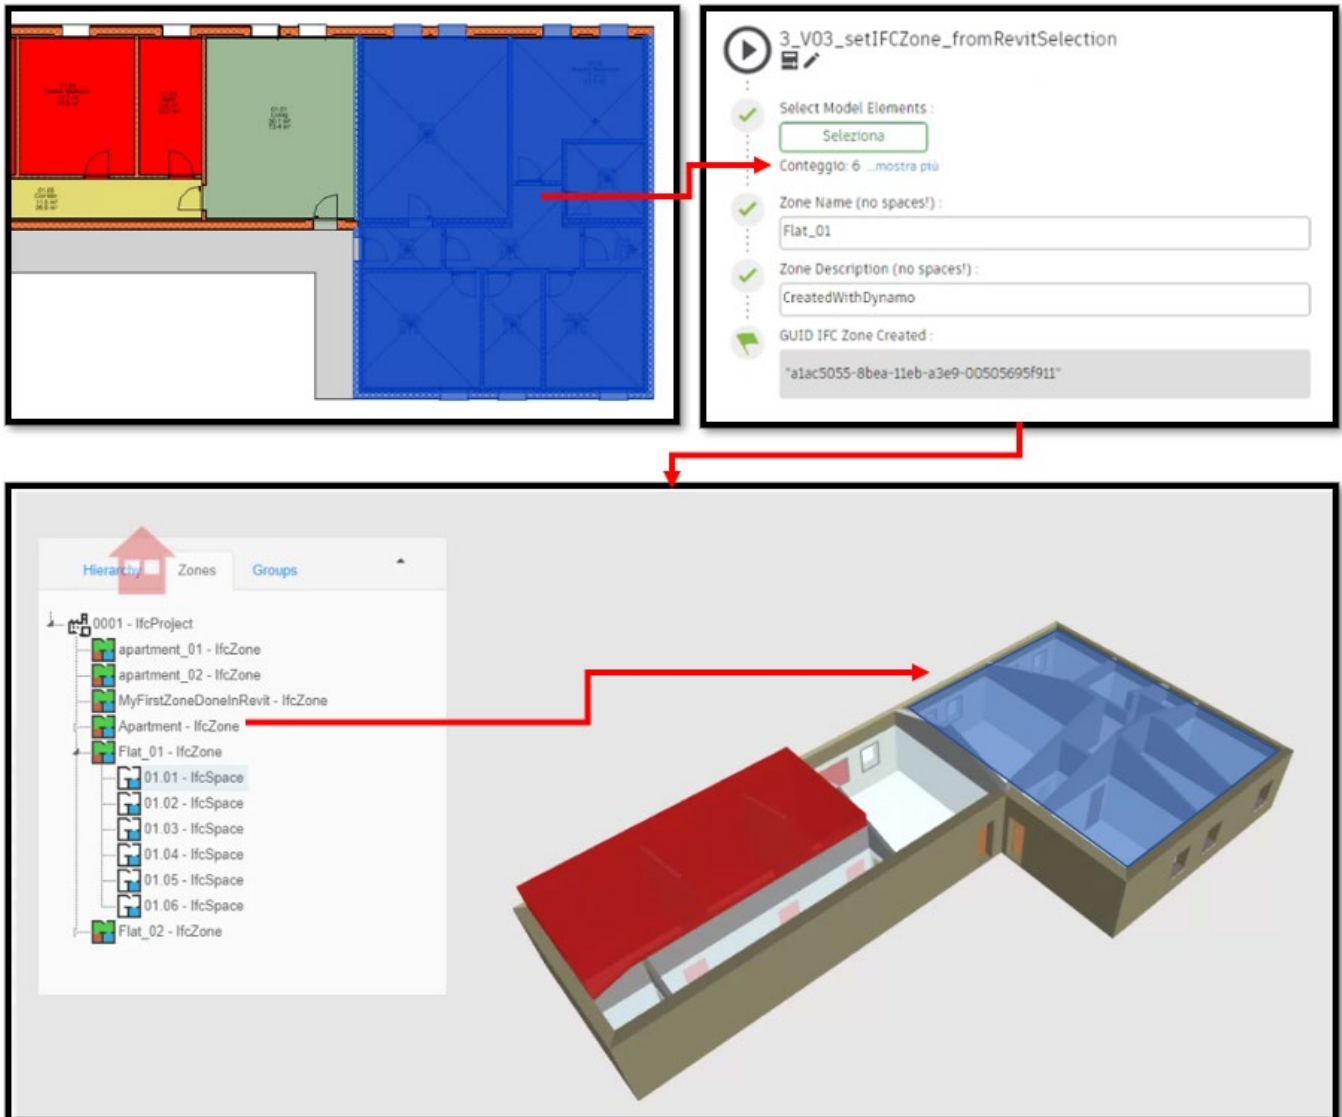 01.01
Living
3_V03_setIFCZone_fromRevitSelection
Select Model Elements :
Seleziona
Conteggio: 6 ...mostra più
Zone Name (no spaces!) :
Flat_01
Zone Description (no spaces!) :
CreatedWithDynamo
GUID IFC Zone Created :
"a1ac5055-8bea-11eb-a3e9-00505695f911"
Hierarchy Zones Groups
0001 - IfcProject
apartment_01 - IfcZone
apartment_02 - IfcZone
MyFirstZoneDoneInRevit - IfcZone
Apartment - IfcZone
Flat_01 - IfcZone
01.01 - IfcSpace
01.02 - IfcSpace
01.03 - IfcSpace
01.04 - IfcSpace
01.05 - IfcSpace
01.06 - IfcSpace
Flat_02 - IfcZone